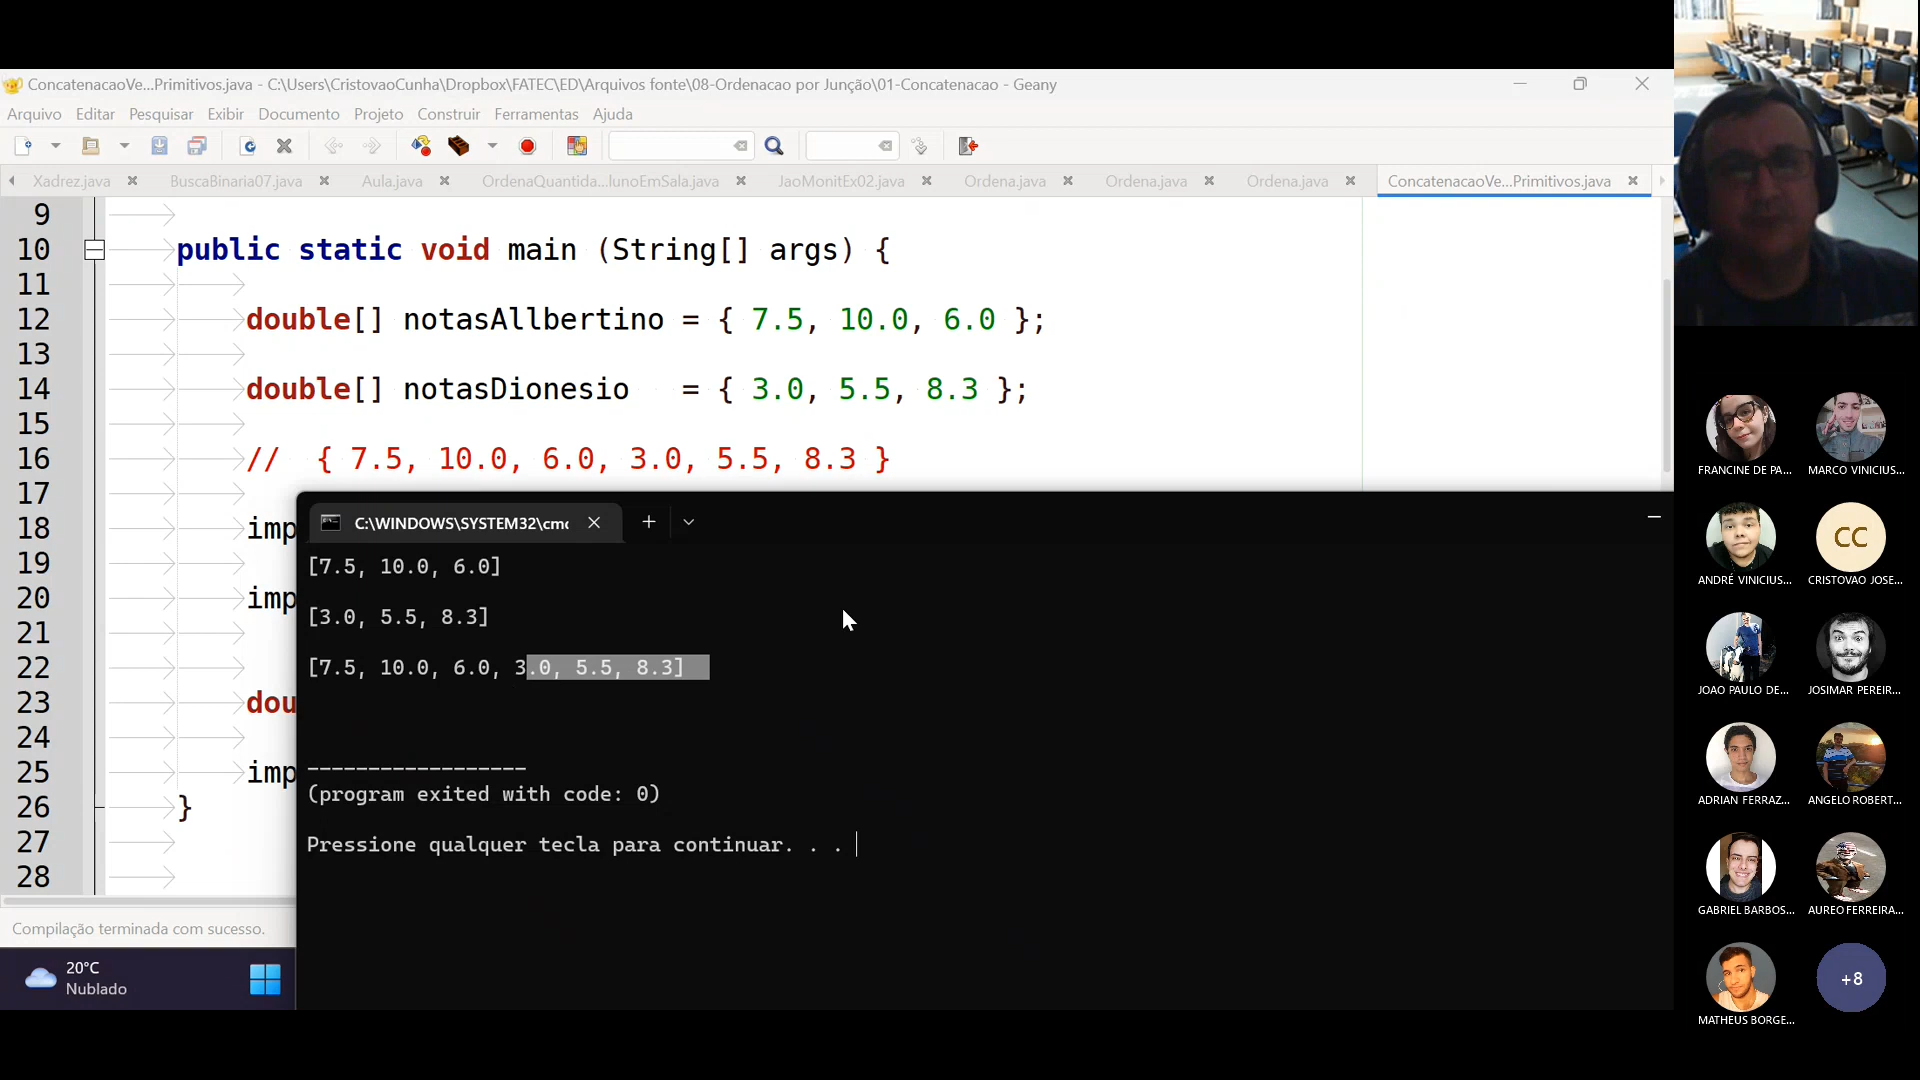 ConcatenacaoVe...Primitivos.java - C:\Users\CristovaoCunha\Dropbox\FATEC\ED\Arquivos fonte\08-Ordenacao por Junção\01-Concatenacao - Geany
Arquivo Editar Pesquisar Exibir Documento Projeto Construir Ferramentas Ajuda
Xadrez.java BuscaBinaria07.java Aula.java OrdenaQuantida...lunoEmSala.java JaoMonitEx02.java Ordena.java Ordena.java Ordena.java ConcatenacaoVe...Primitivos.java
9
10 public static void main (String[] args) {
11
12 double[] notasAllbertino = { 7.5, 10.0, 6.0 };
13
14 double[] notasDionesio = { 3.0, 5.5, 8.3 };
15
16 // { 7.5, 10.0, 6.0, 3.0, 5.5, 8.3 }
17
18 imp
19
20 imp
21
22
23 dou
24
25 imp
26 }
27
28
C:\WINDOWS\SYSTEM32\cmc
[7.5, 10.0, 6.0]
[3.0, 5.5, 8.3]
[7.5, 10.0, 6.0, 3.0, 5.5, 8.3]
------------------
(program exited with code: 0)
Pressione qualquer tecla para continuar. . .
Compilação terminada com sucesso.
20°C
Nublado
FRANCINE DE PA... MARCO VINICIUS...
CC
ANDRÉ VINICIUS... CRISTOVAO JOSE...
JOAO PAULO DE... JOSIMAR PEREIR...
ADRIAN FERRAZ... ANGELO ROBERT...
GABRIEL BARBOS... AUREO FERREIRA...
+8
MATHEUS BORGE...